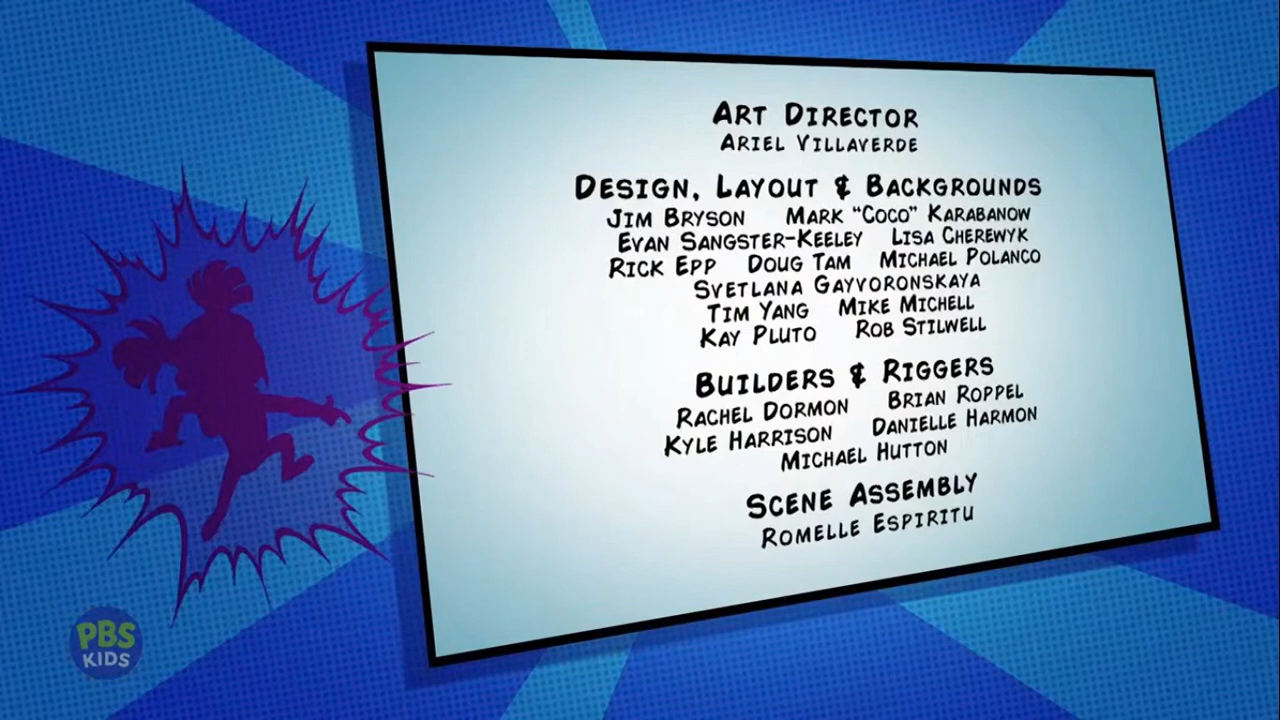 ART DIRECTOR
ARIEL VILLAVERDE
DESIGN, LAYOUT & BACKGROUNDS
JIM BRYSON MARK "COCO" KARABANOW
EVAN SANGSTER-KEELEY LISA CHEREWYK
RICK EPP DOUG TAM MICHAEL POLANCO
SVETLANA GAYVORONSKAYA
TIM YANG MIKE MICHELL
KAY PLUTO ROB STILWELL
BUILDERS & RIGGERS
RACHEL DORMON BRIAN ROPPEL
KYLE HARRISON DANIELLE HARMON
MICHAEL HUTTON
SCENE ASSEMBLY
ROMELLE ESPIRITU
PBS
KIDS